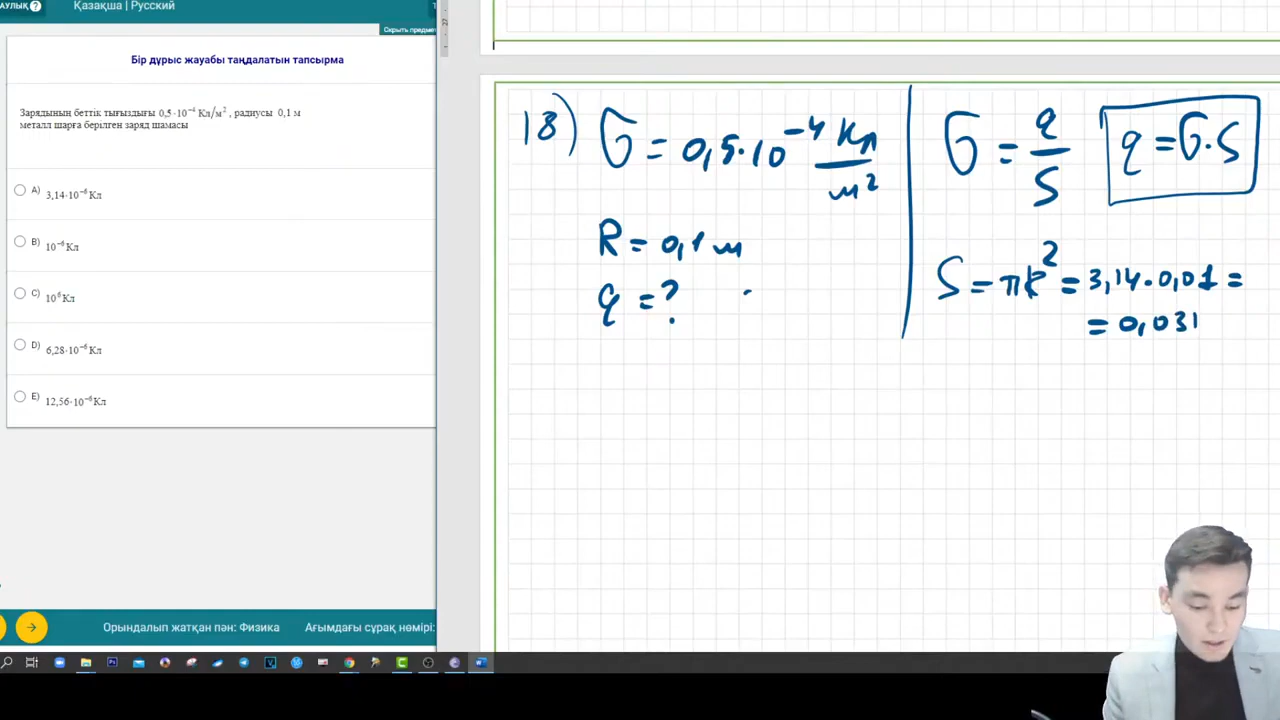 АУЛЫҚ ?
Қазақша | Русский
Скрыть предме
Бір дұрыс жауабы таңдалатын тапсырма
Зарядының беттік тығыздығы 0,5·10⁻⁴ Кл/м² , радиусы 0,1 м
металл шарға берілген заряд шамасы
A) 3,14·10⁻⁶ Кл
B) 10⁻⁶ Кл
C) 10⁶ Кл
D) 6,28·10⁻⁶ Кл
E) 12,56·10⁻⁶ Кл
Орындалып жатқан пән: Физика
Ағымдағы сұрақ нөмірі:
27
18) σ = 0,5·10⁻⁴ Кл/м²
R = 0,1 м
q = ?
σ = q/S
q = σ·S
S = πR² = 3,14·0,01 =
= 0,031